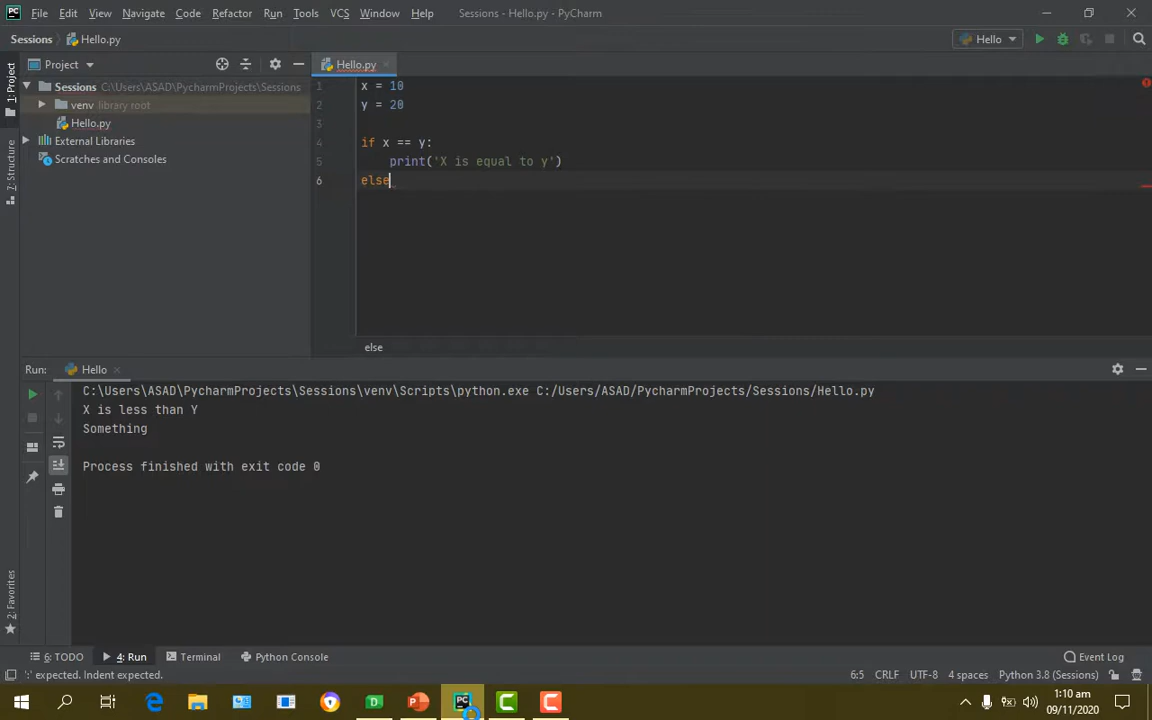 PC File Edit View Navigate Code Refactor Run Tools VCS Window Help Sessions - Hello.py - PyCharm
Sessions Hello.py Hello
1: Project
Project
Hello.py
Sessions C:\Users\ASAD\PycharmProjects\Sessions
venv library root
Hello.py
External Libraries
Scratches and Consoles
1 x = 10
2 y = 20
3
4 if x == y:
5 print('X is equal to y')
6 else
else
7: Structure
2: Favorites
Run: Hello
C:\Users\ASAD\PycharmProjects\Sessions\venv\Scripts\python.exe C:/Users/ASAD/PycharmProjects/Sessions/Hello.py
X is less than Y
Something
Process finished with exit code 0
6: TODO 4: Run Terminal Python Console Event Log
':' expected. Indent expected. 6:5 CRLF UTF-8 4 spaces Python 3.8 (Sessions)
1:10 am
09/11/2020